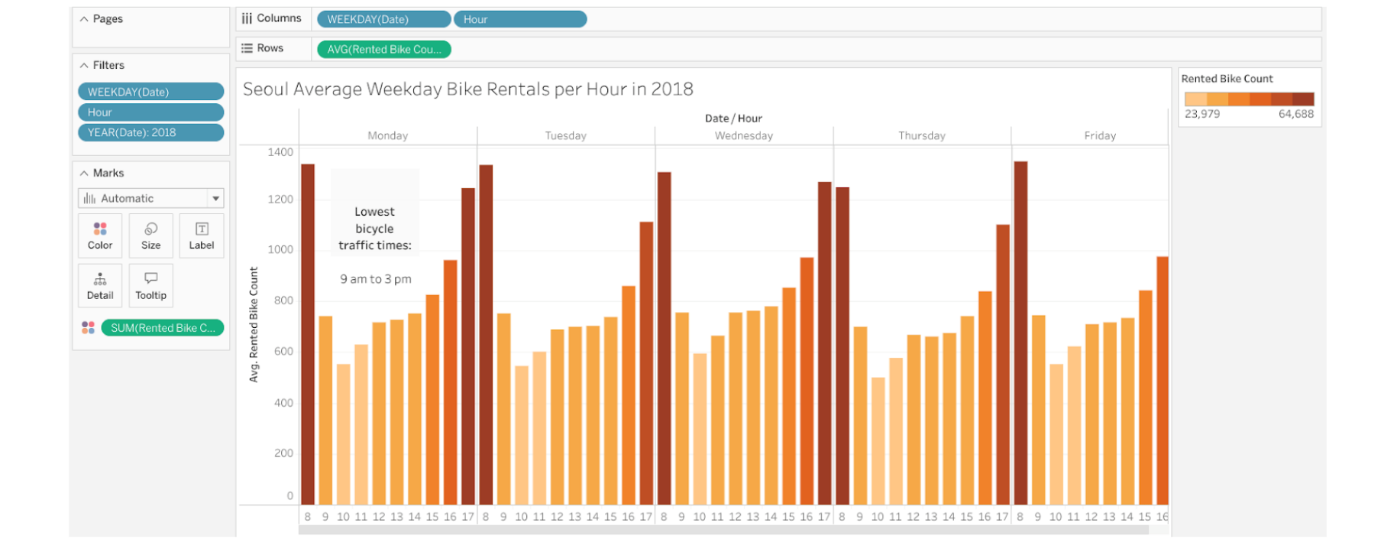 Pages
Columns WEEKDAY(Date) Hour
Rows AVG(Rented Bike Cou...
Filters
WEEKDAY(Date)
Hour
YEAR(Date): 2018
Marks
Automatic
Color Size Label
Detail Tooltip
SUM(Rented Bike C...
Seoul Average Weekday Bike Rentals per Hour in 2018
Date / Hour
Monday Tuesday Wednesday Thursday Friday
Avg. Rented Bike Count
1400
1200
1000
800
600
400
200
0
Lowest
bicycle
traffic times:
9 am to 3 pm
8 9 10 11 12 13 14 15 16 17 8 9 10 11 12 13 14 15 16 17 8 9 10 11 12 13 14 15 16 17 8 9 10 11 12 13 14 15 16 17 8 9 10 11 12 13 14 15 16
Rented Bike Count
23,979 64,688